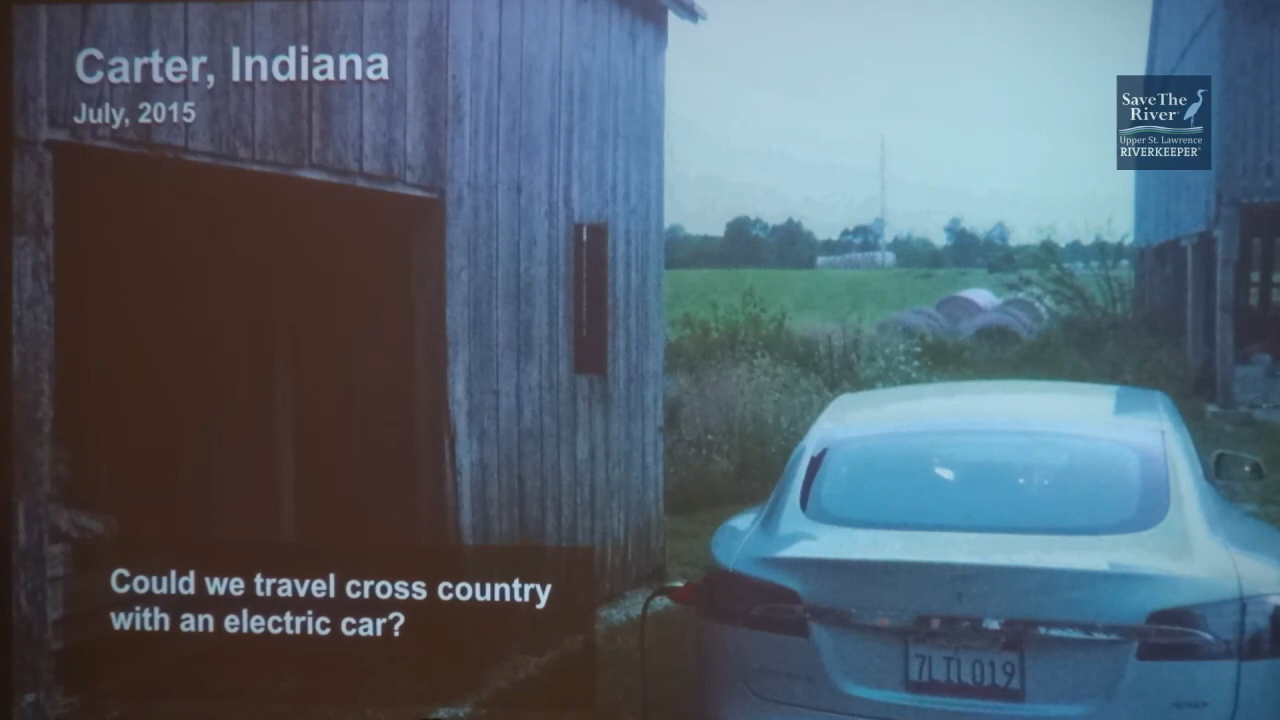 Carter, Indiana
July, 2015
Save The
River
Upper St. Lawrence
RIVERKEEPER®
Could we travel cross country
with an electric car?
7LIL019